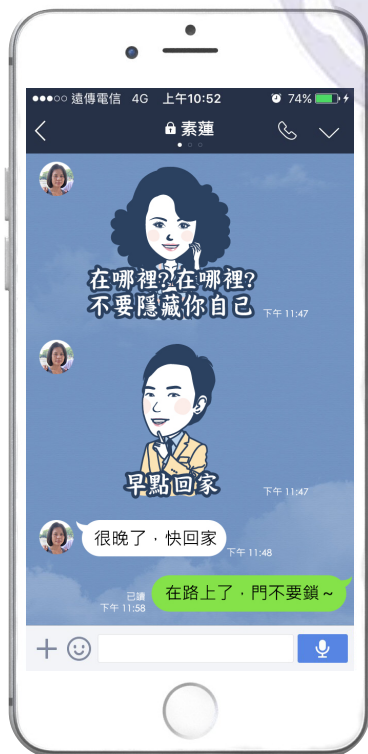 遠傳電信 4G 上午10:52 74%
素蓮
在哪裡?在哪裡?
不要隱藏你自己
下午 11:47
早點回家
下午 11:47
很晚了,快回家
下午 11:48
在路上了,門不要鎖~
已讀
下午 11:58